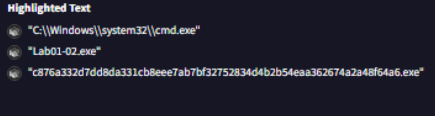 Highlighted Text
"C:\\Windows\\system32\\cmd.exe"
"Lab01-02.exe"
"c876a332d7dd8da331cb8eee7ab7bf32752834d4b2b54eaa362674a2a48f64a6.exe"